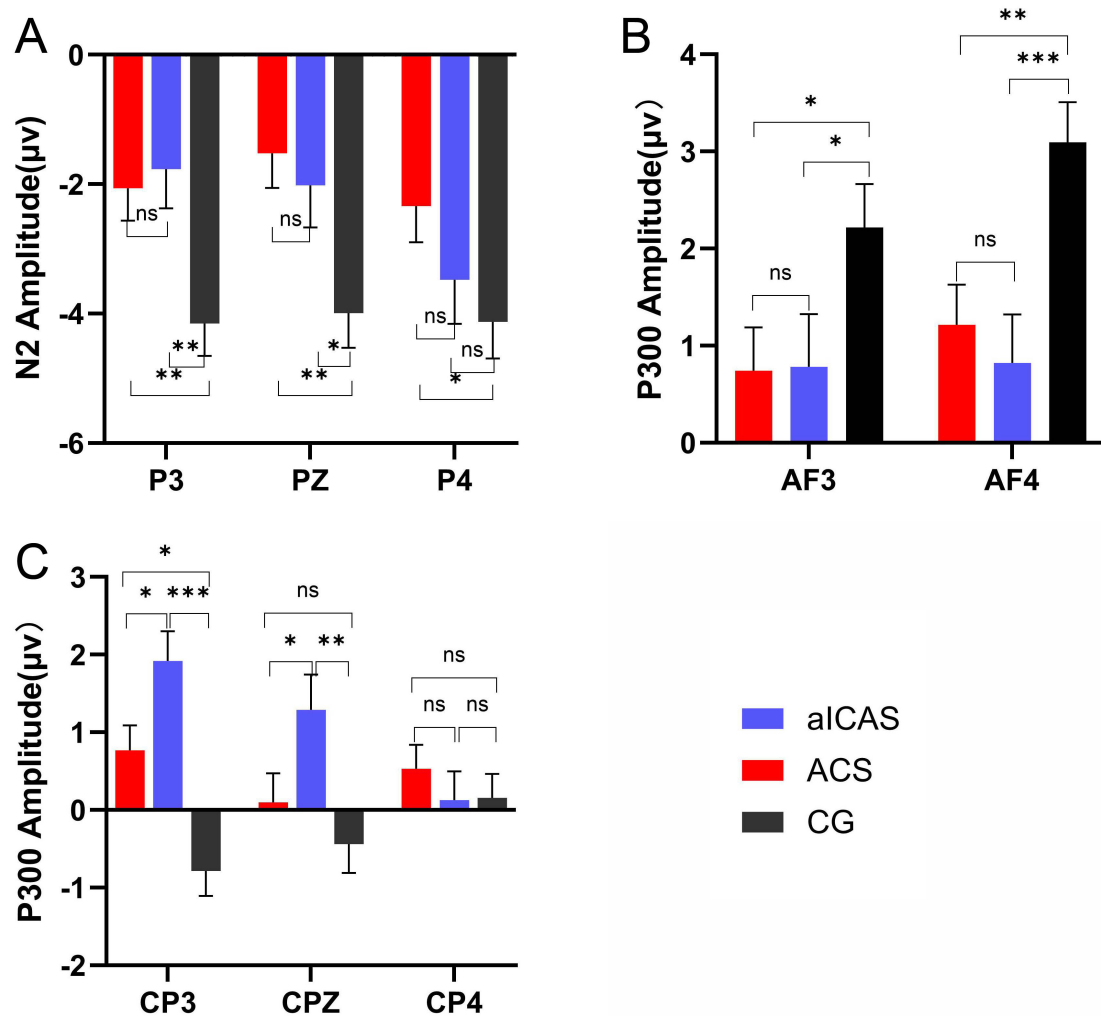 A
N2 Amplitude(μv)
0
-2
-4
-6
ns
ns
ns
**
*
ns
**
**
*
P3 PZ P4
B
P300 Amplitude(μv）
4
3
2
1
0
**
***
*
*
ns
ns
AF3 AF4
C
P300 Amplitude(μv）
3
2
1
0
-1
-2
*
* ***
ns
* **
ns
ns ns
CP3 CPZ CP4
aICAS
ACS
CG